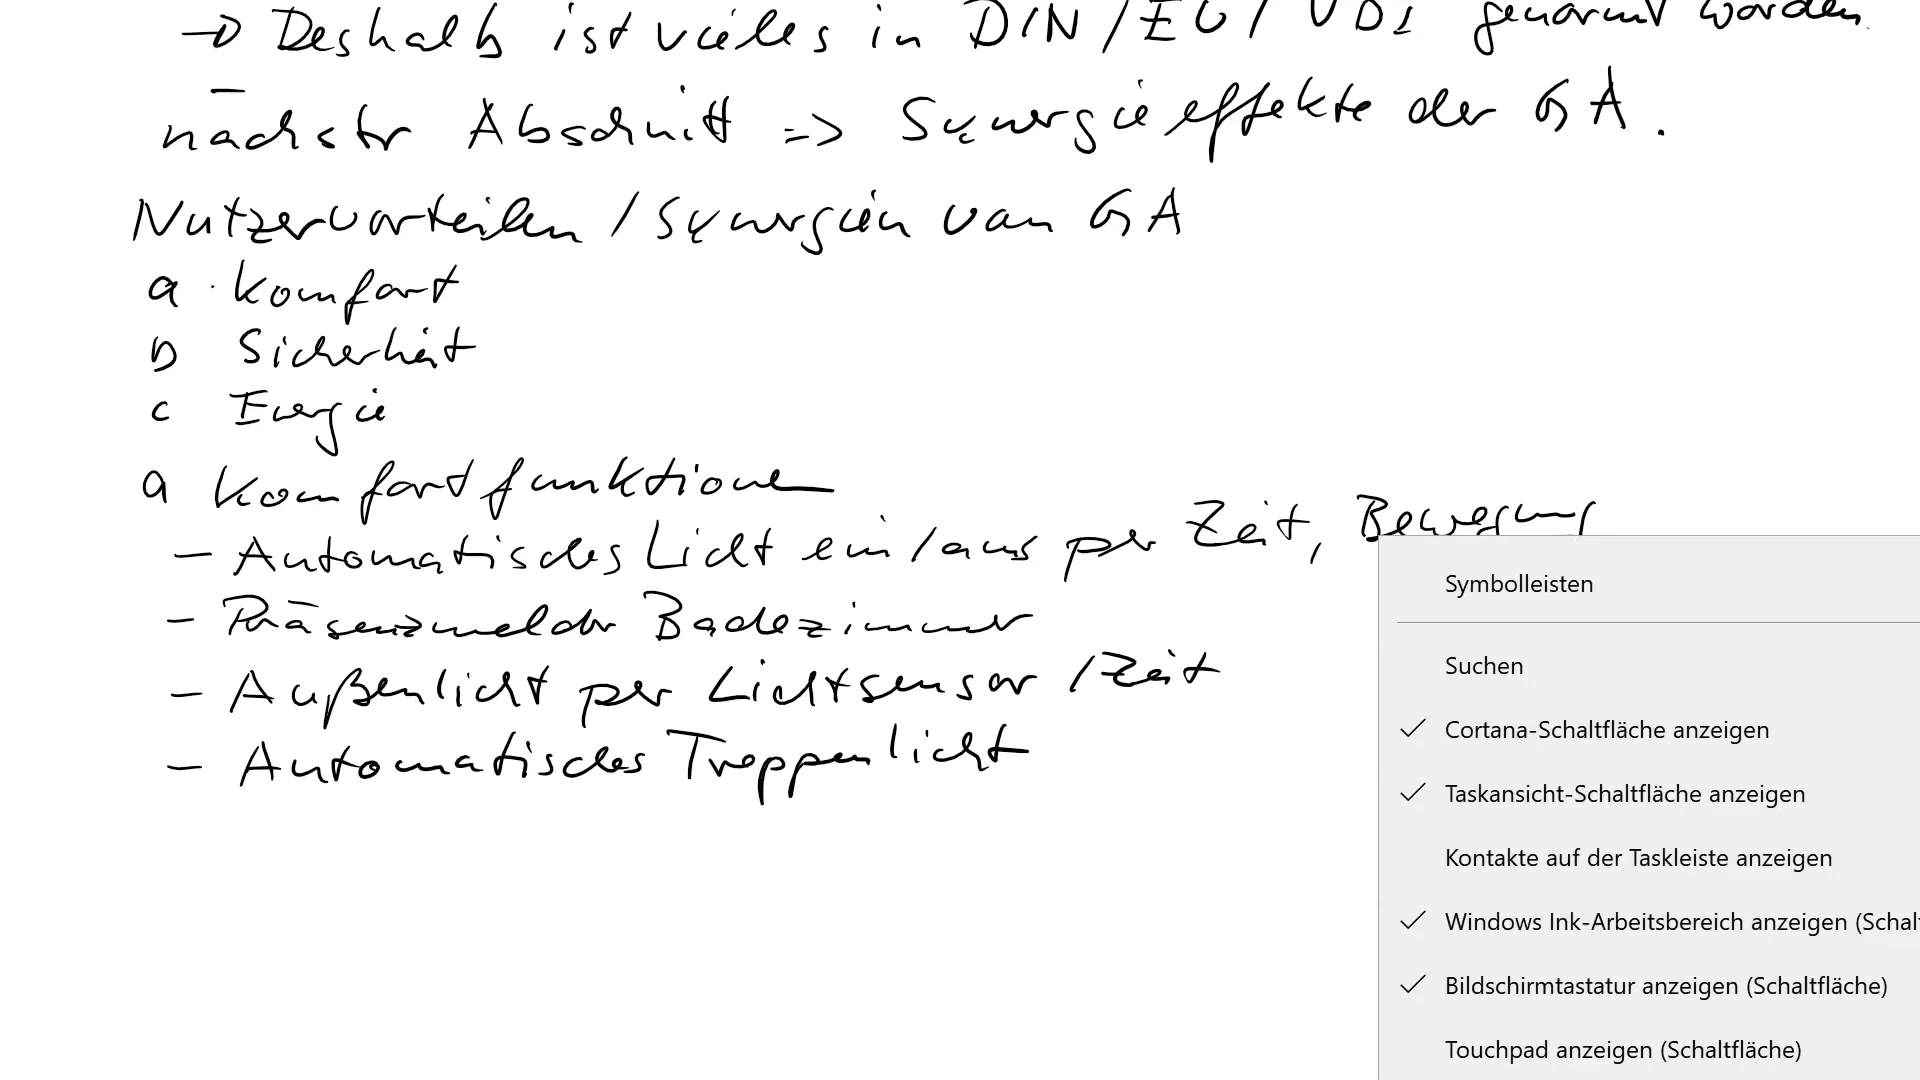 → Deshalb ist vieles in DIN/EU/VDI genormt worden.
nächster Abschnitt => Synergieeffekte der GA.
Nutzervorteilen / Synergien von GA
a. Komfort
b Sicherheit
c Energie
a Komfortfunktionen
- Automatisches Licht ein/aus per Zeit, Bewegung
- Präsenzmelder Badezimmer
- Außenlicht per Lichtsensor /Zeit
- Automatisches Treppenlicht
Symbolleisten
Suchen
Cortana-Schaltfläche anzeigen
Taskansicht-Schaltfläche anzeigen
Kontakte auf der Taskleiste anzeigen
Windows Ink-Arbeitsbereich anzeigen (Schal
Bildschirmtastatur anzeigen (Schaltfläche)
Touchpad anzeigen (Schaltfläche)